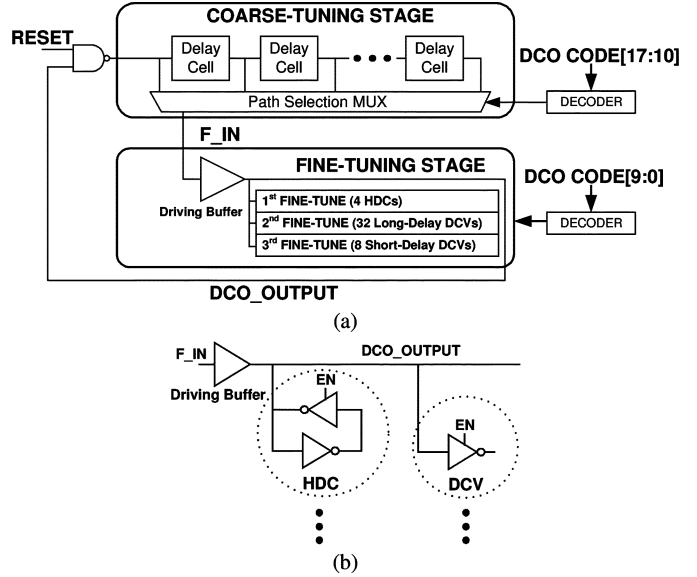 COARSE-TUNING STAGE
RESET
Delay Cell
Delay Cell
Delay Cell
DCO CODE[17:10]
Path Selection MUX
DECODER
F_IN
FINE-TUNING STAGE
DCO CODE[9:0]
Driving Buffer
1st FINE-TUNE (4 HDCs)
2nd FINE-TUNE (32 Long-Delay DCVs)
3rd FINE-TUNE (8 Short-Delay DCVs)
DECODER
DCO_OUTPUT
(a)
F_IN
DCO_OUTPUT
Driving Buffer
EN
EN
HDC
DCV
(b)